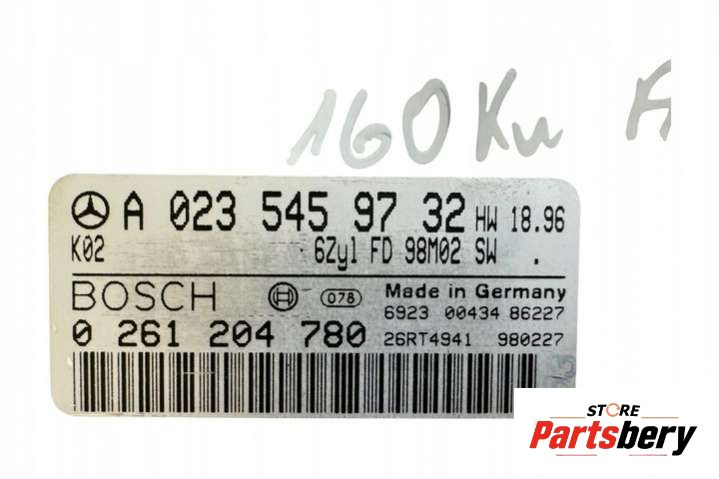 160 Kw
A 023 545 97 32 HW 18.96
K02 6Zyl FD 98M02 SW .
BOSCH 078 Made in Germany
6923 00434 86227
0 261 204 780 26RT4941 980227
STORE
Partsbery